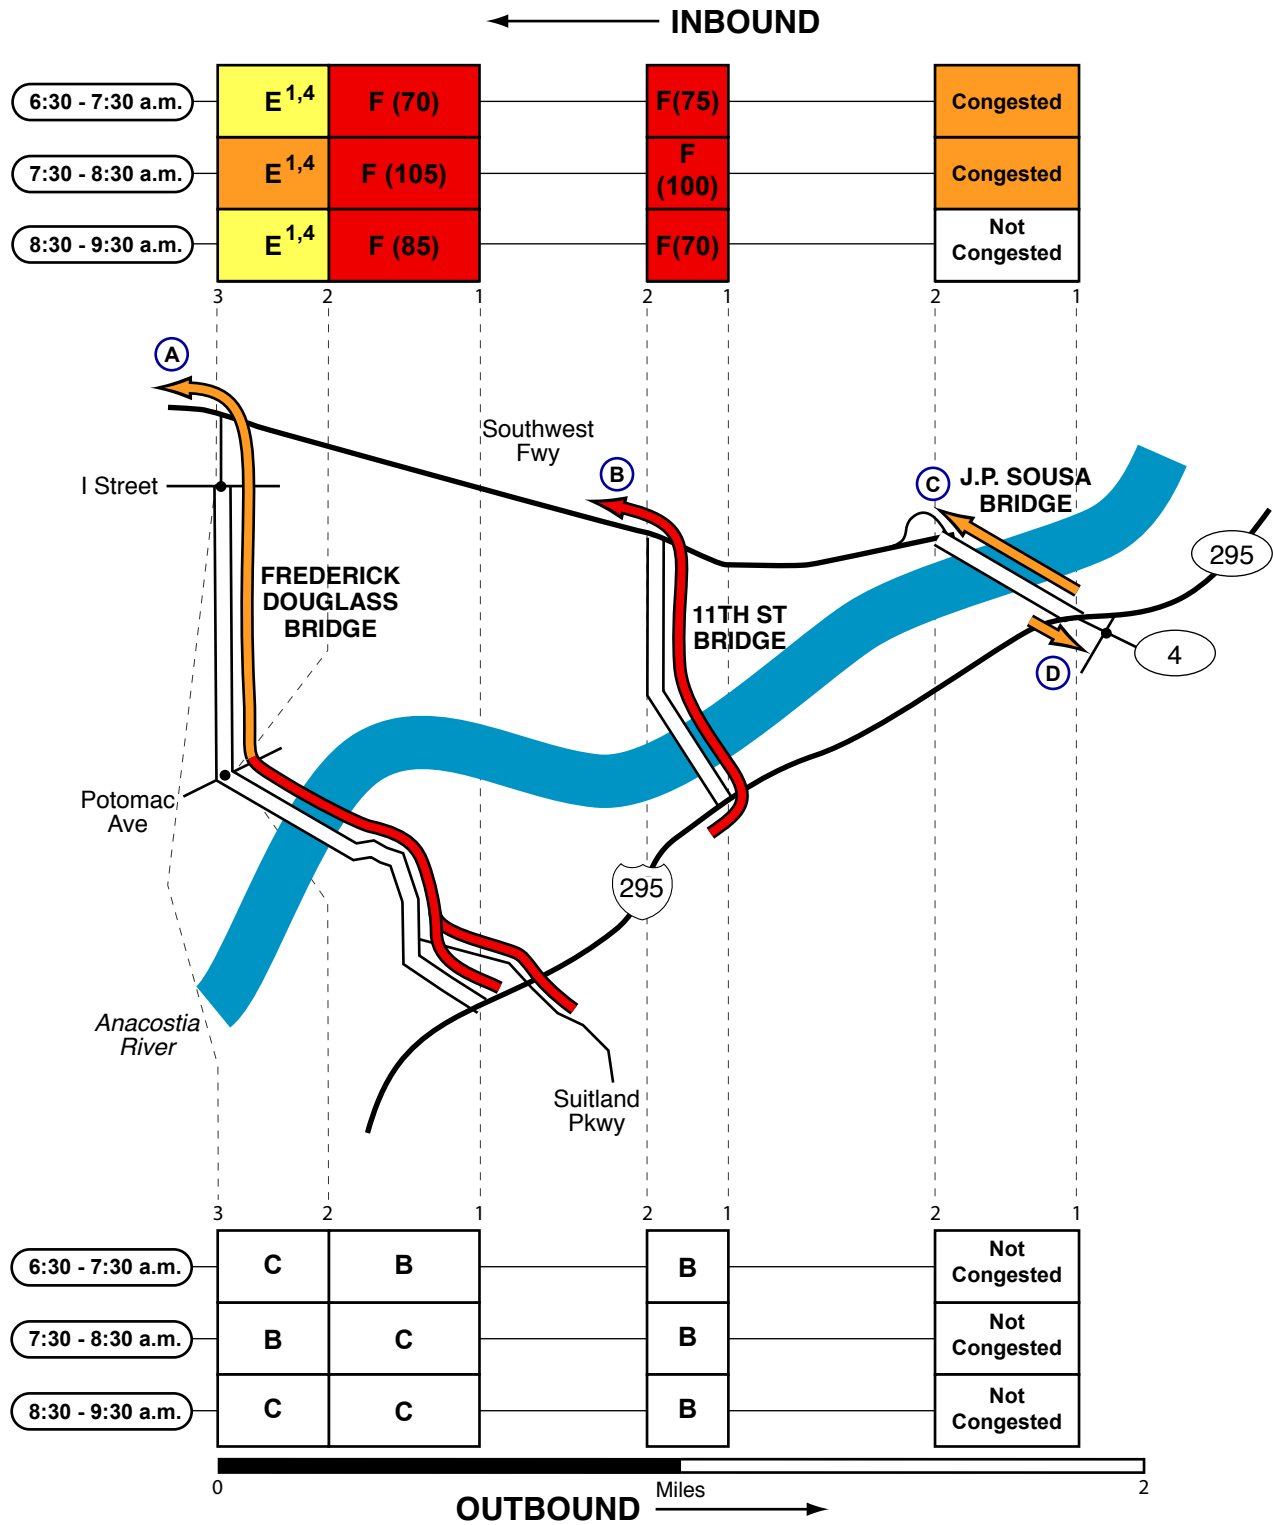 INBOUND
6:30 - 7:30 a.m.
E 1,4
F (70)
F(75)
Congested
7:30 - 8:30 a.m.
E 1,4
F (105)
F
(100)
Congested
8:30 - 9:30 a.m.
E 1,4
F (85)
F(70)
Not
Congested
3 2 1 2 1 2 1
A
Southwest
Fwy
B
C
J.P. SOUSA
BRIDGE
I Street
295
FREDERICK
DOUGLASS
BRIDGE
11TH ST
BRIDGE
4
D
Potomac
Ave
295
Anacostia
River
Suitland
Pkwy
3 2 1 2 1 2 1
6:30 - 7:30 a.m.
C
B
B
Not
Congested
7:30 - 8:30 a.m.
B
C
B
Not
Congested
8:30 - 9:30 a.m.
C
C
B
Not
Congested
0 Miles 2
OUTBOUND